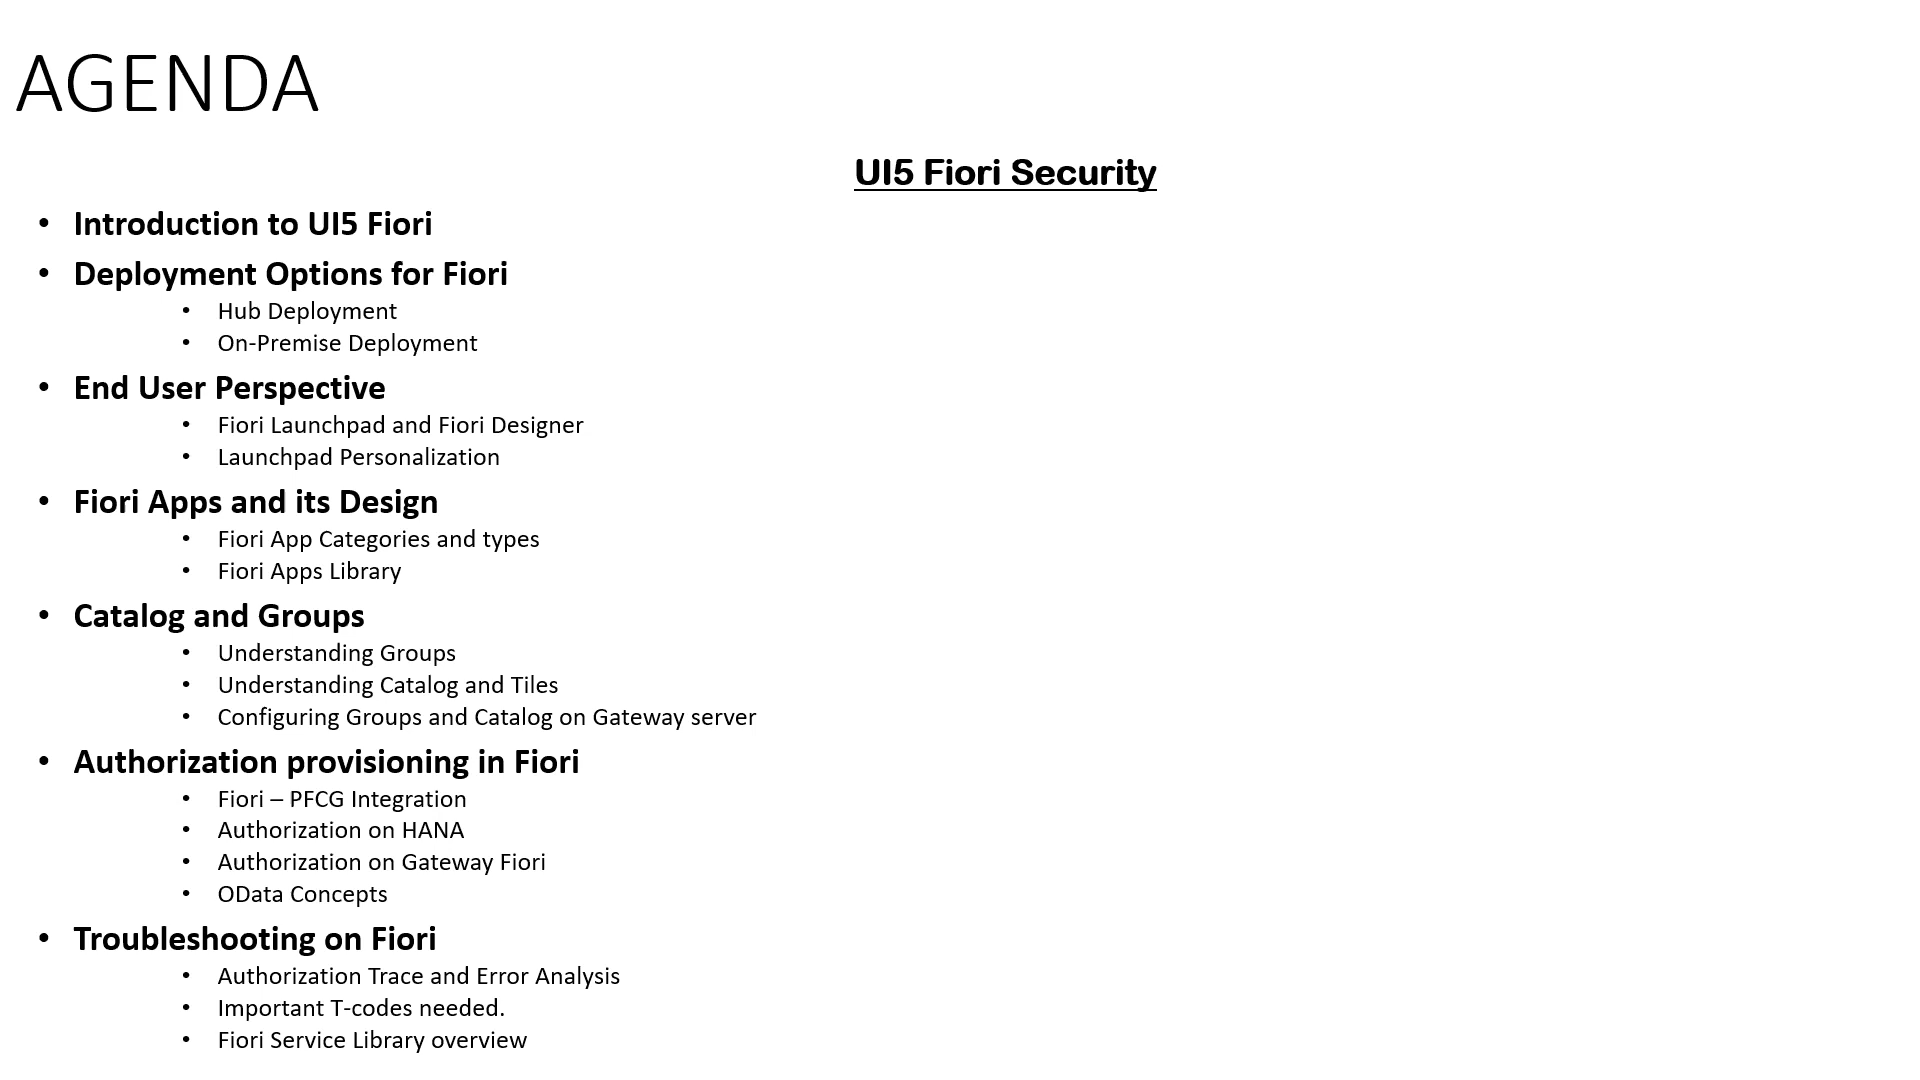 AGENDA
UI5 Fiori Security
• Introduction to UI5 Fiori
• Deployment Options for Fiori
• Hub Deployment
• On-Premise Deployment
• End User Perspective
• Fiori Launchpad and Fiori Designer
• Launchpad Personalization
• Fiori Apps and its Design
• Fiori App Categories and types
• Fiori Apps Library
• Catalog and Groups
• Understanding Groups
• Understanding Catalog and Tiles
• Configuring Groups and Catalog on Gateway server
• Authorization provisioning in Fiori
• Fiori – PFCG Integration
• Authorization on HANA
• Authorization on Gateway Fiori
• OData Concepts
• Troubleshooting on Fiori
• Authorization Trace and Error Analysis
• Important T-codes needed.
• Fiori Service Library overview